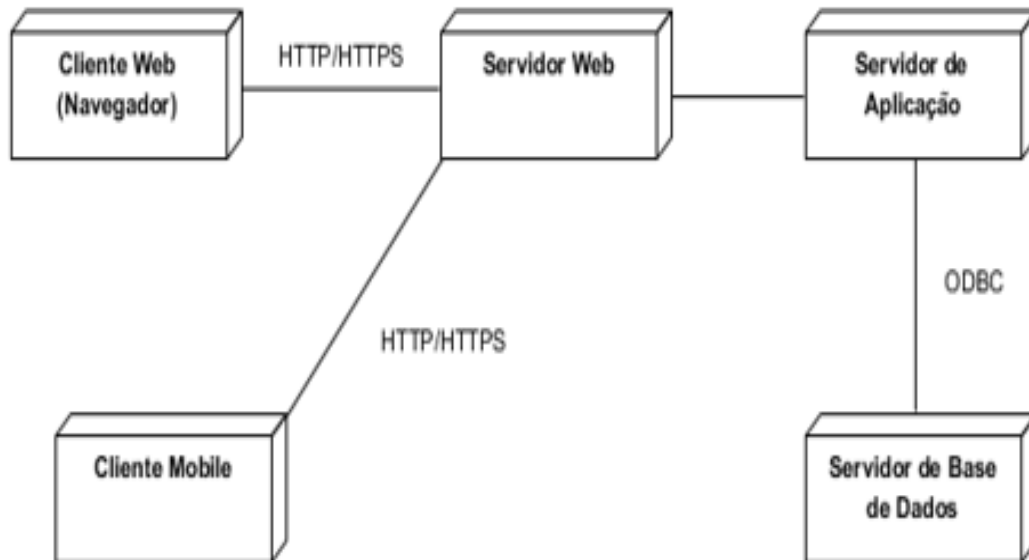 Cliente Web
(Navegador)
HTTP/HTTPS
Servidor Web
Servidor de
Aplicação
ODBC
HTTP/HTTPS
Cliente Mobile
Servidor de Base
de Dados